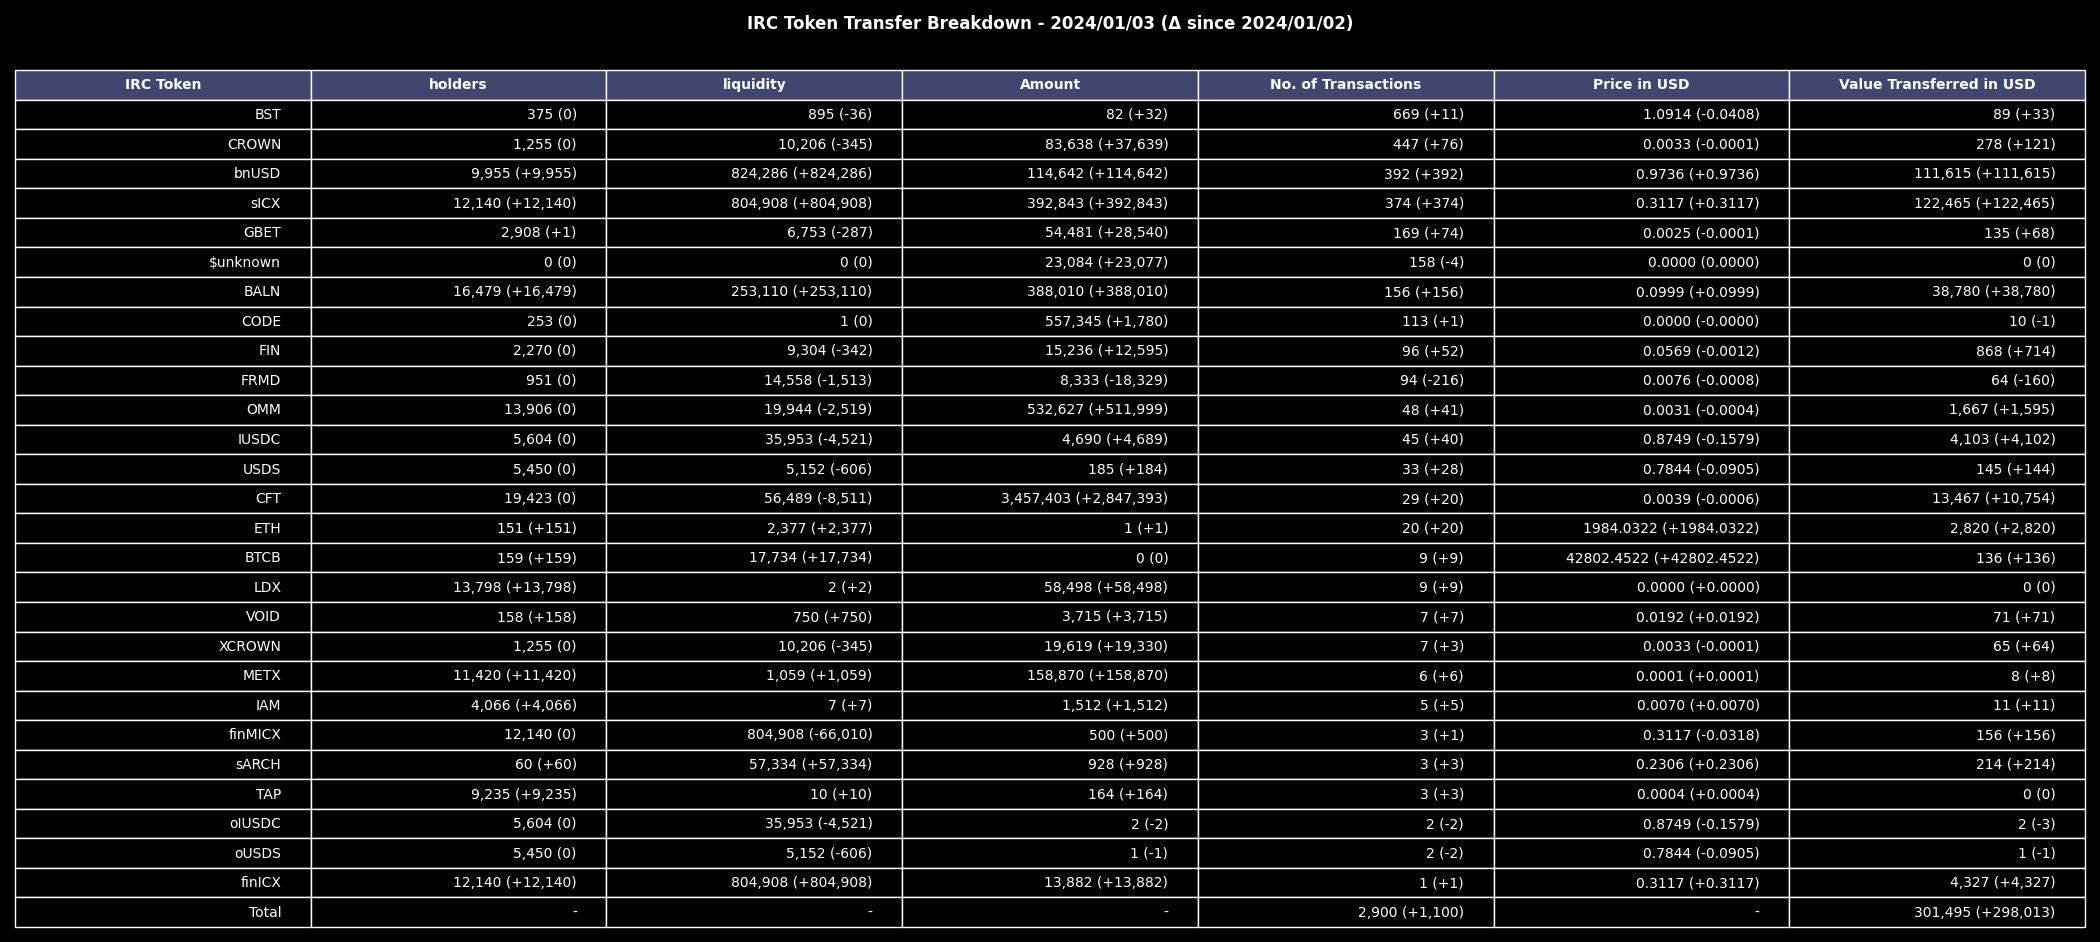 IRC Token Transfer Breakdown - 2024/01/03 (Δ since 2024/01/02)
IRC Token holders liquidity Amount No. of Transactions Price in USD Value Transferred in USD
BST 375 (0) 895 (-36) 82 (+32) 669 (+11) 1.0914 (-0.0408) 89 (+33)
CROWN 1,255 (0) 10,206 (-345) 83,638 (+37,639) 447 (+76) 0.0033 (-0.0001) 278 (+121)
bnUSD 9,955 (+9,955) 824,286 (+824,286) 114,642 (+114,642) 392 (+392) 0.9736 (+0.9736) 111,615 (+111,615)
sICX 12,140 (+12,140) 804,908 (+804,908) 392,843 (+392,843) 374 (+374) 0.3117 (+0.3117) 122,465 (+122,465)
GBET 2,908 (+1) 6,753 (-287) 54,481 (+28,540) 169 (+74) 0.0025 (-0.0001) 135 (+68)
$unknown 0 (0) 0 (0) 23,084 (+23,077) 158 (-4) 0.0000 (0.0000) 0 (0)
BALN 16,479 (+16,479) 253,110 (+253,110) 388,010 (+388,010) 156 (+156) 0.0999 (+0.0999) 38,780 (+38,780)
CODE 253 (0) 1 (0) 557,345 (+1,780) 113 (+1) 0.0000 (-0.0000) 10 (-1)
FIN 2,270 (0) 9,304 (-342) 15,236 (+12,595) 96 (+52) 0.0569 (-0.0012) 868 (+714)
FRMD 951 (0) 14,558 (-1,513) 8,333 (-18,329) 94 (-216) 0.0076 (-0.0008) 64 (-160)
OMM 13,906 (0) 19,944 (-2,519) 532,627 (+511,999) 48 (+41) 0.0031 (-0.0004) 1,667 (+1,595)
IUSDC 5,604 (0) 35,953 (-4,521) 4,690 (+4,689) 45 (+40) 0.8749 (-0.1579) 4,103 (+4,102)
USDS 5,450 (0) 5,152 (-606) 185 (+184) 33 (+28) 0.7844 (-0.0905) 145 (+144)
CFT 19,423 (0) 56,489 (-8,511) 3,457,403 (+2,847,393) 29 (+20) 0.0039 (-0.0006) 13,467 (+10,754)
ETH 151 (+151) 2,377 (+2,377) 1 (+1) 20 (+20) 1984.0322 (+1984.0322) 2,820 (+2,820)
BTCB 159 (+159) 17,734 (+17,734) 0 (0) 9 (+9) 42802.4522 (+42802.4522) 136 (+136)
LDX 13,798 (+13,798) 2 (+2) 58,498 (+58,498) 9 (+9) 0.0000 (+0.0000) 0 (0)
VOID 158 (+158) 750 (+750) 3,715 (+3,715) 7 (+7) 0.0192 (+0.0192) 71 (+71)
XCROWN 1,255 (0) 10,206 (-345) 19,619 (+19,330) 7 (+3) 0.0033 (-0.0001) 65 (+64)
METX 11,420 (+11,420) 1,059 (+1,059) 158,870 (+158,870) 6 (+6) 0.0001 (+0.0001) 8 (+8)
IAM 4,066 (+4,066) 7 (+7) 1,512 (+1,512) 5 (+5) 0.0070 (+0.0070) 11 (+11)
finMICX 12,140 (0) 804,908 (-66,010) 500 (+500) 3 (+1) 0.3117 (-0.0318) 156 (+156)
sARCH 60 (+60) 57,334 (+57,334) 928 (+928) 3 (+3) 0.2306 (+0.2306) 214 (+214)
TAP 9,235 (+9,235) 10 (+10) 164 (+164) 3 (+3) 0.0004 (+0.0004) 0 (0)
oIUSDC 5,604 (0) 35,953 (-4,521) 2 (-2) 2 (-2) 0.8749 (-0.1579) 2 (-3)
oUSDS 5,450 (0) 5,152 (-606) 1 (-1) 2 (-2) 0.7844 (-0.0905) 1 (-1)
finICX 12,140 (+12,140) 804,908 (+804,908) 13,882 (+13,882) 1 (+1) 0.3117 (+0.3117) 4,327 (+4,327)
Total - - - 2,900 (+1,100) - 301,495 (+298,013)